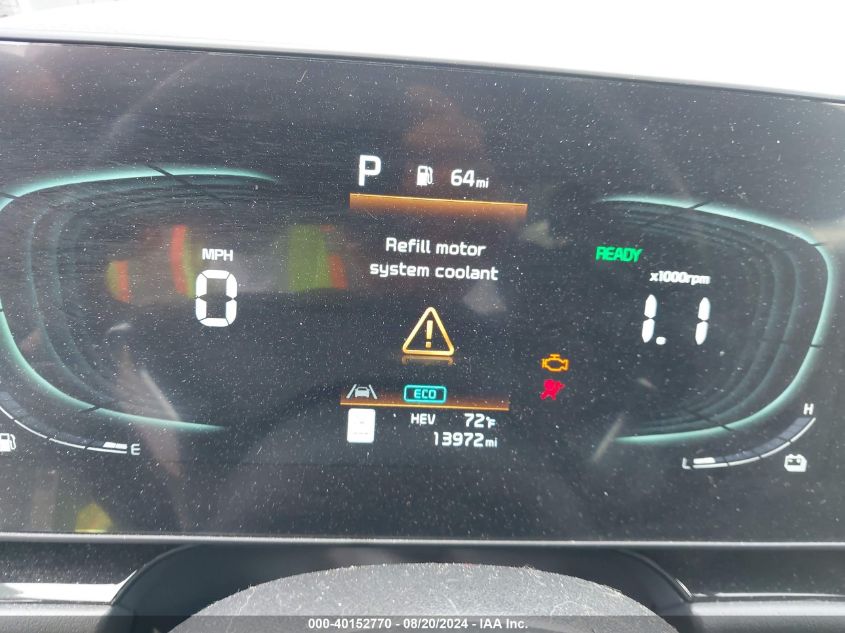 P 64mi
Refill motor
system coolant
MPH
0
READY
x1000rpm
1.1
ECO
HEV 72°F
13972mi
E
H
L
000-40152770 - 08/20/2024 - IAA Inc.